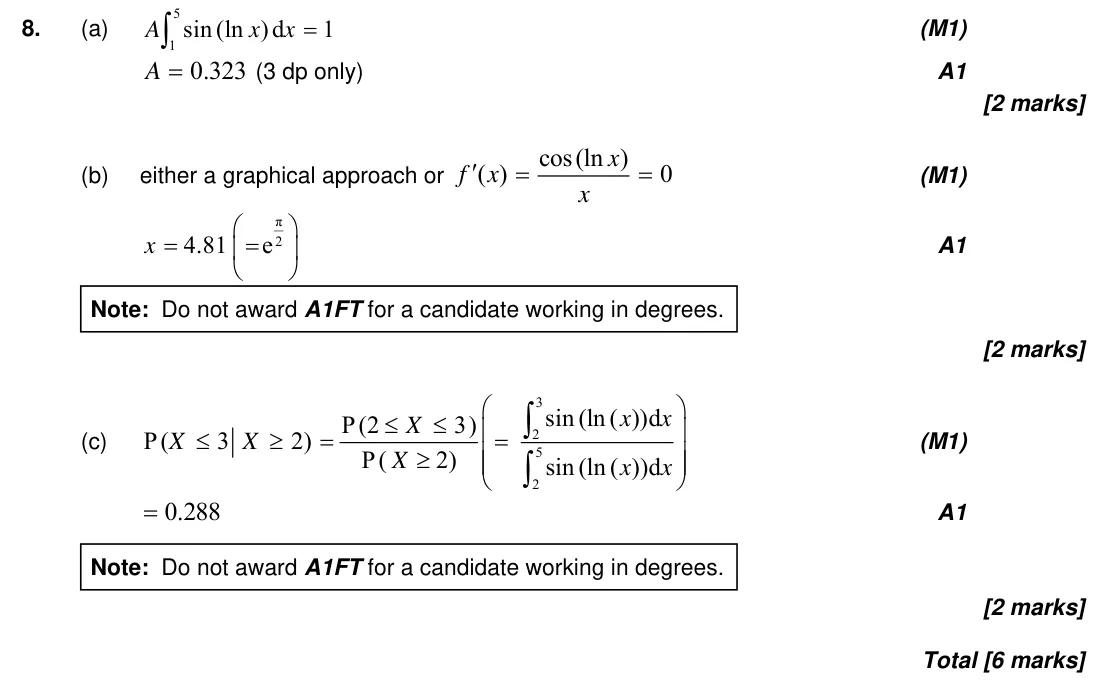 8. (a) A∫₁⁵ sin (ln x) dx = 1 (M1)
A = 0.323 (3 dp only) A1
[2 marks]
(b) either a graphical approach or f′(x) = cos (ln x) / x = 0 (M1)
x = 4.81 (= e^(π/2)) A1
Note: Do not award A1FT for a candidate working in degrees.
[2 marks]
(c) P(X ≤ 3| X ≥ 2) = P(2 ≤ X ≤ 3) / P(X ≥ 2) (= ∫₂³ sin (ln (x))dx / ∫₂⁵ sin (ln (x))dx) (M1)
= 0.288 A1
Note: Do not award A1FT for a candidate working in degrees.
[2 marks]
Total [6 marks]